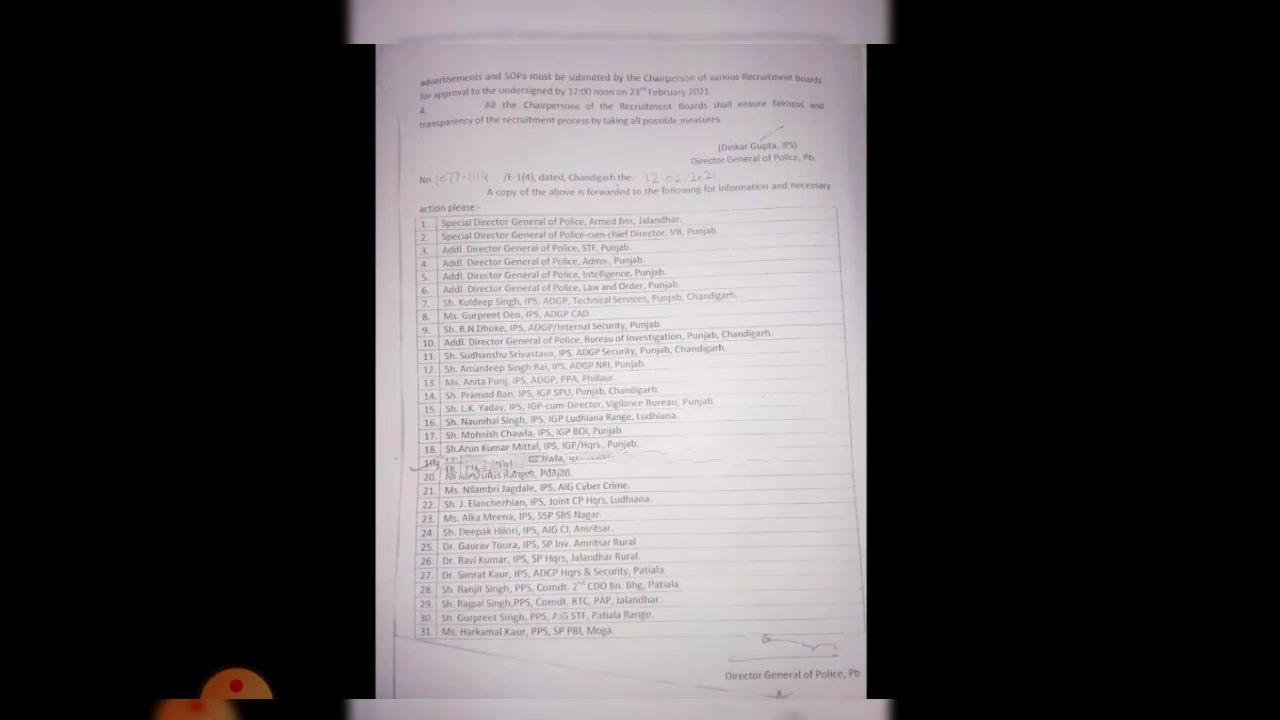 advertisements and SOPs must be submitted by the Chairperson of various Recruitment Boards
for approval to the undersigned by 12:00 noon on 23rd February 2021.
4. All the Chairpersons of the Recruitment Boards shall ensure fairness and
transparency of the recruitment process by taking all possible measures.
(Dinkar Gupta, IPS)
Director General of Police, Pb.
No. 1077-1114 /E-1(4), dated, Chandigarh the:- 12.02.2021
A copy of the above is forwarded to the following for information and necessary
action please:-
1. Special Director General of Police, Armed Bns, Jalandhar.
2. Special Director General of Police-cum-chief Director, VB, Punjab
3. Addl. Director General of Police, STF, Punjab.
4. Addl. Director General of Police, Admn., Punjab.
5. Addl. Director General of Police, Intelligence, Punjab.
6. Addl. Director General of Police, Law and Order, Punjab.
7. Sh. Kuldeep Singh, IPS, ADGP, Technical Services, Punjab, Chandigarh.
8. Ms. Gurpreet Deo, IPS, ADGP CAD.
9. Sh. R.N.Dhoke, IPS, ADGP/Internal Security, Punjab.
10. Addl. Director General of Police, Bureau of Investigation, Punjab, Chandigarh.
11. Sh. Sudhanshu Srivastava, IPS, ADGP Security, Punjab, Chandigarh.
12. Sh. Amardeep Singh Rai, IPS, ADGP NRI, Punjab.
13. Ms. Anita Punj, IPS, ADGP, PPA, Phillaur.
14. Sh. Pramod Ban, IPS, IGP SPU, Punjab, Chandigarh.
15. Sh. L.K. Yadav, IPS, IGP-cum-Director, Vigilance Bureau, Punjab.
16. Sh. Naunihal Singh, IPS, IGP Ludhiana Range, Ludhiana.
17. Sh. Mohnish Chawla, IPS, IGP BOI, Punjab.
18. Sh.Arun Kumar Mittal, IPS, IGP/Hqrs., Punjab.
20.
21. Ms. Nilambri Jagdale, IPS, AIG Cyber Crime.
22. Sh. J. Elanchezhian, IPS, Joint CP Hqrs, Ludhiana.
23. Ms. Alka Meena, IPS, SSP SBS Nagar.
24. Sh. Deepak Hilori, IPS, AIG CI, Amritsar.
25. Dr. Gaurav Toora, IPS, SP Inv. Amritsar Rural
26. Dr. Ravi Kumar, IPS, SP Hqrs, Jalandhar Rural.
27. Dr. Simrat Kaur, IPS, ADCP Hqrs & Security, Patiala.
28. Sh. Ranjit Singh, PPS, Comdt. 2nd CDO Bn. Bhg, Patiala.
29. Sh. Rajpal Singh,PPS, Comdt. RTC, PAP, Jalandhar.
30. Sh. Gurpreet Singh, PPS, AIG STF, Patiala Range.
31. Ms. Harkamal Kaur, PPS, SP PBI, Moga.
Director General of Police, Pb